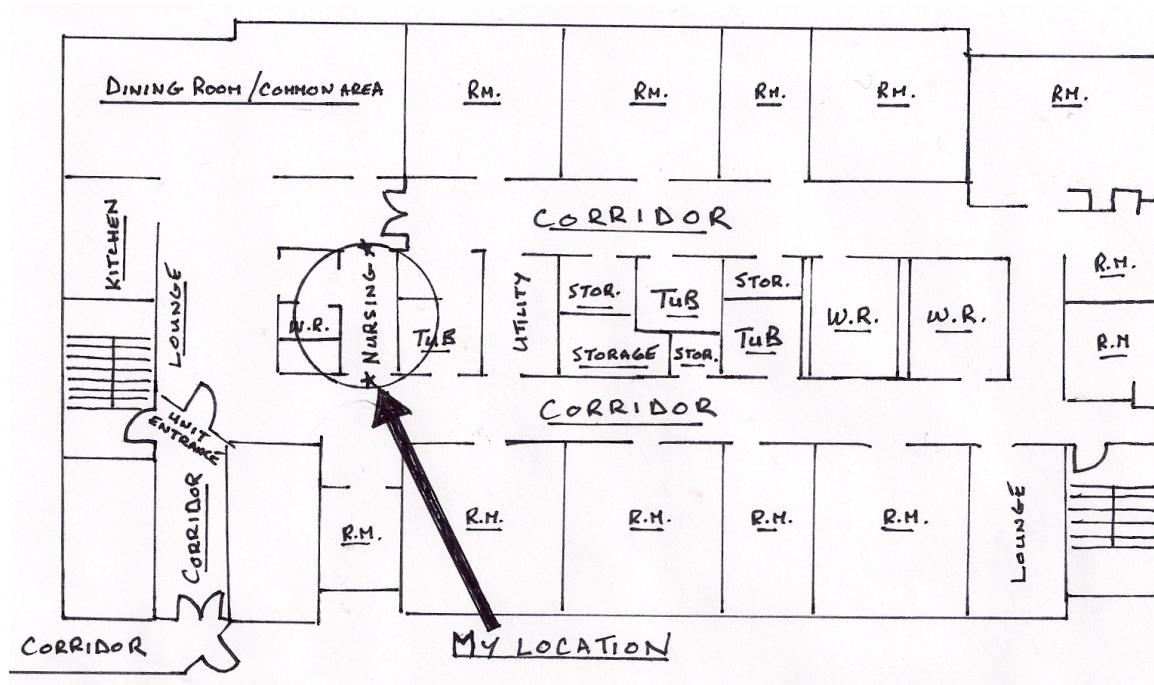 DINING ROOM / COMMON AREA
RM.
RM.
RM.
RM.
RM.
KITCHEN
LOUNGE
CORRIDOR
NURSING
W.R.
TUB
UTILITY
STOR.
TUB
STOR.
STORAGE
STOR.
TUB
W.R.
W.R.
R.M.
R.M
CORRIDOR
UNIT
ENTRANCE
CORRIDOR
R.M.
R.M.
R.M.
R.M.
R.M.
LOUNGE
CORRIDOR
MY LOCATION